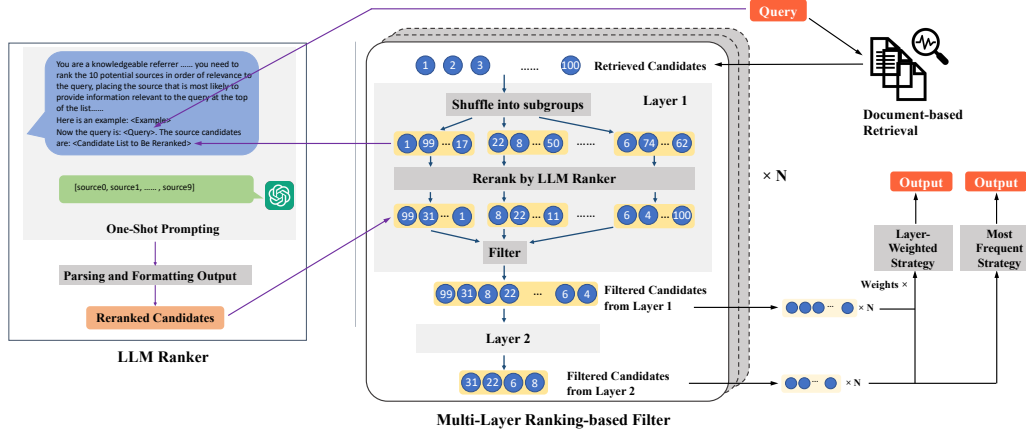 Query
You are a knowledgeable referrer …… you need to
rank the 10 potential sources in order of relevance to
the query, placing the source that is most likely to
provide information relevant to the query at the top
of the list……
Here is an example: <Example>
Now the query is: <Query>. The source candidates
are: <Candidate List to Be Reranked>
[source0, source1, …… , source9]
One-Shot Prompting
Parsing and Formatting Output
Reranked Candidates
LLM Ranker
1 2 3 …… 100 Retrieved Candidates
Layer 1
Shuffle into subgroups
1 99 … 17 22 8 … 50 …… 6 74 … 62
Rerank by LLM Ranker
99 31 … 1 8 22 … 11 …… 6 4 … 100
Filter
99 31 8 22 … 6 4
Filtered Candidates
from Layer 1
Layer 2
31 22 6 8
Filtered Candidates
from Layer 2
Multi-Layer Ranking-based Filter
× N
Document-based
Retrieval
Output
Output
Layer-
Weighted
Strategy
Most
Frequent
Strategy
Weights ×
… × N
… × N